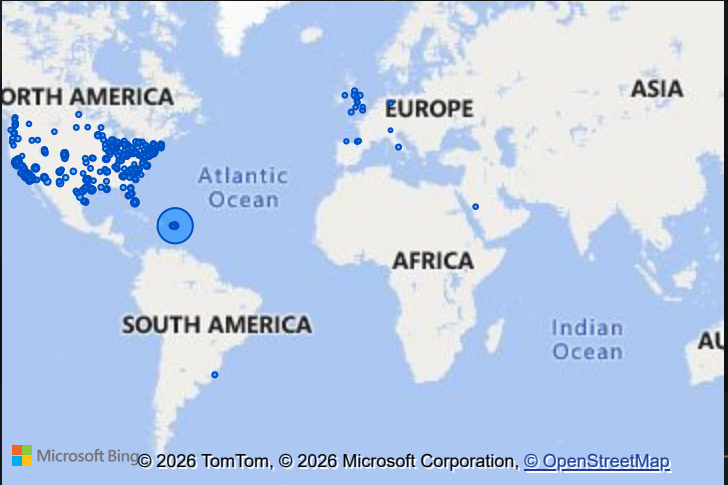 ORTH AMERICA
ASIA
EUROPE
Atlantic
Ocean
AFRICA
SOUTH AMERICA
Indian
Ocean
AU
Microsoft Bing
© 2026 TomTom, © 2026 Microsoft Corporation, © OpenStreetMap